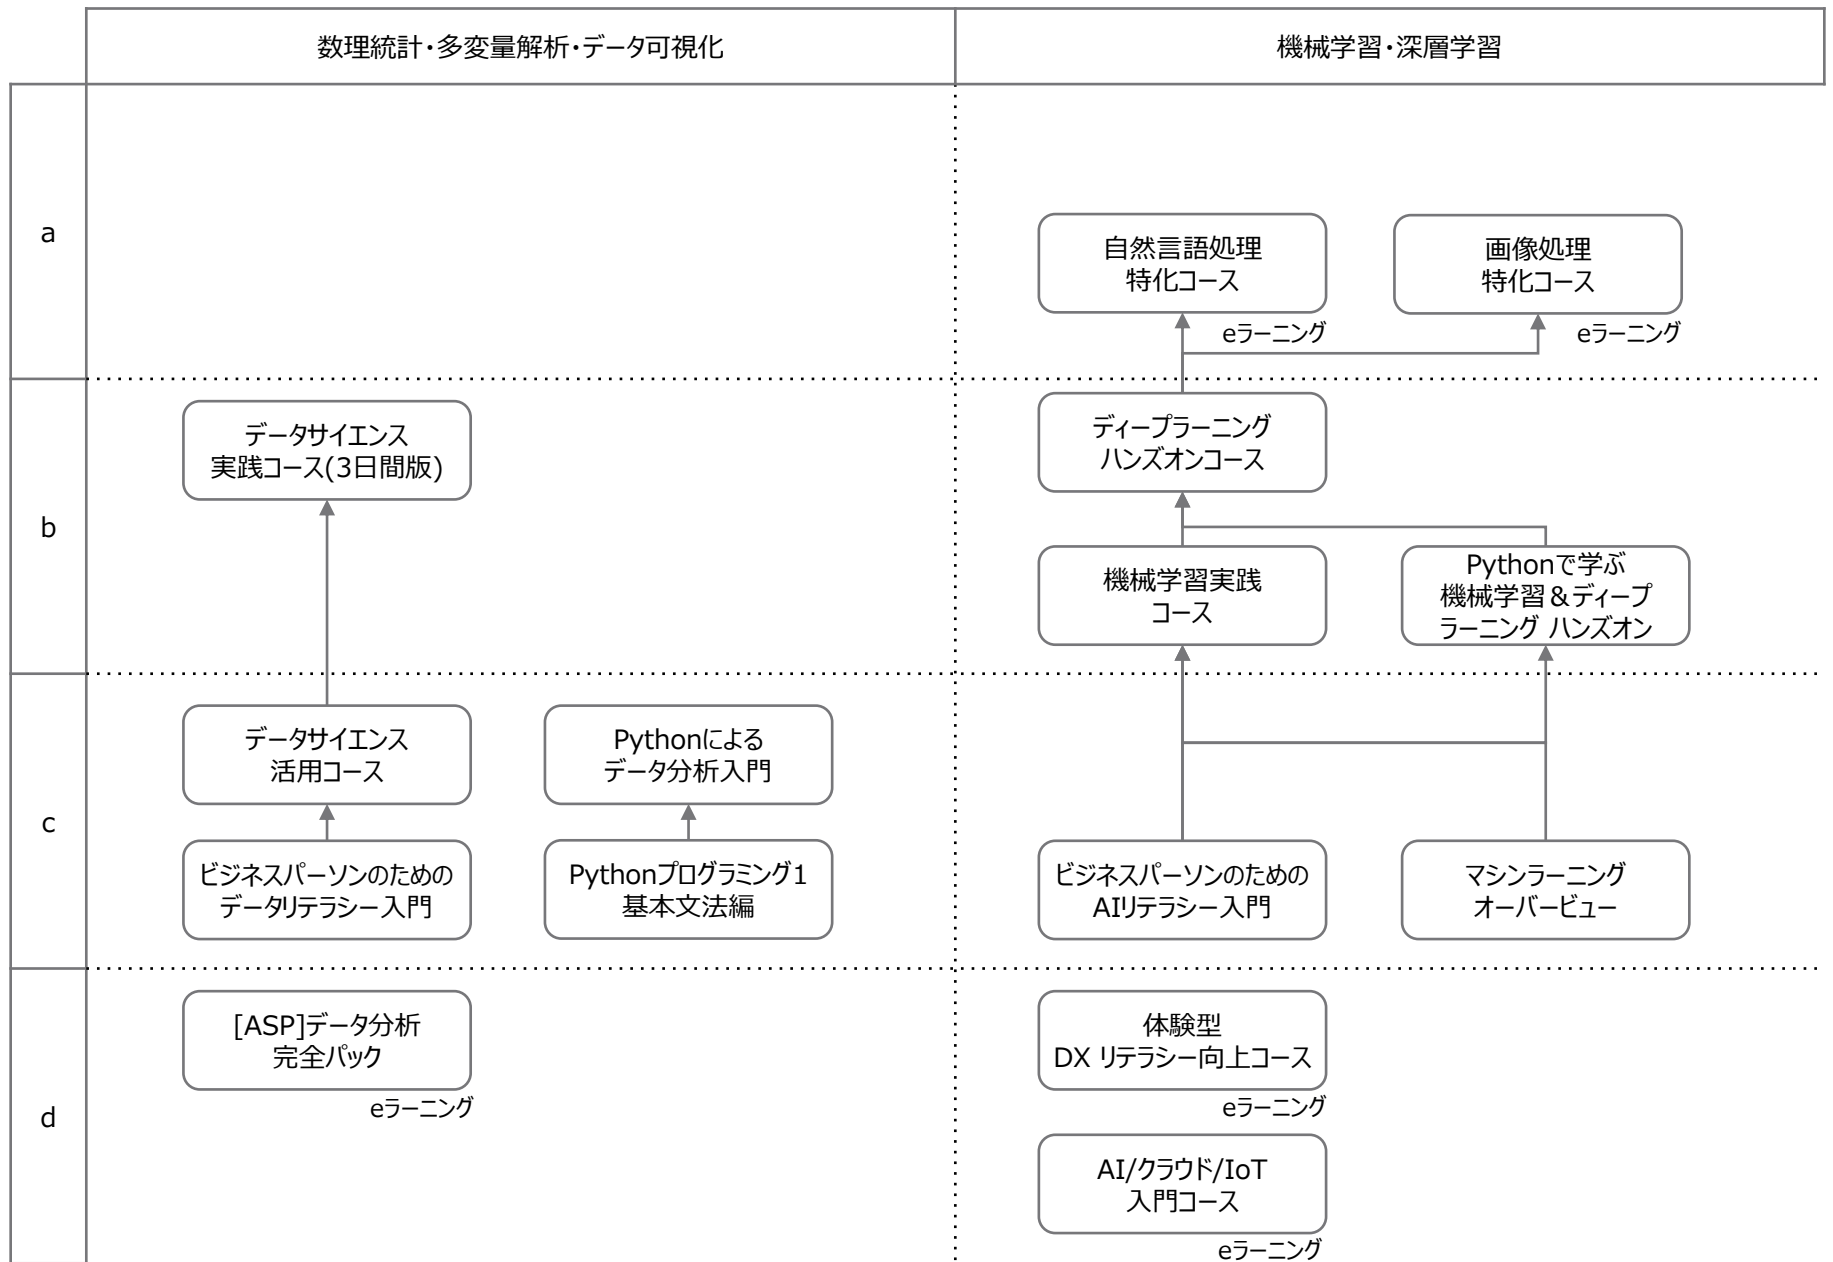 数理統計・多変量解析・データ可視化
機械学習・深層学習
a
自然言語処理
特化コース
eラーニング
画像処理
特化コース
eラーニング
b
データサイエンス
実践コース(3日間版)
ディープラーニング
ハンズオンコース
機械学習実践
コース
Pythonで学ぶ
機械学習＆ディープ
ラーニング ハンズオン
c
データサイエンス
活用コース
Pythonによる
データ分析入門
ビジネスパーソンのための
データリテラシー入門
Pythonプログラミング1
基本文法編
ビジネスパーソンのための
AIリテラシー入門
マシンラーニング
オーバービュー
d
[ASP]データ分析
完全パック
eラーニング
体験型
DX リテラシー向上コース
eラーニング
AI/クラウド/IoT
入門コース
eラーニング